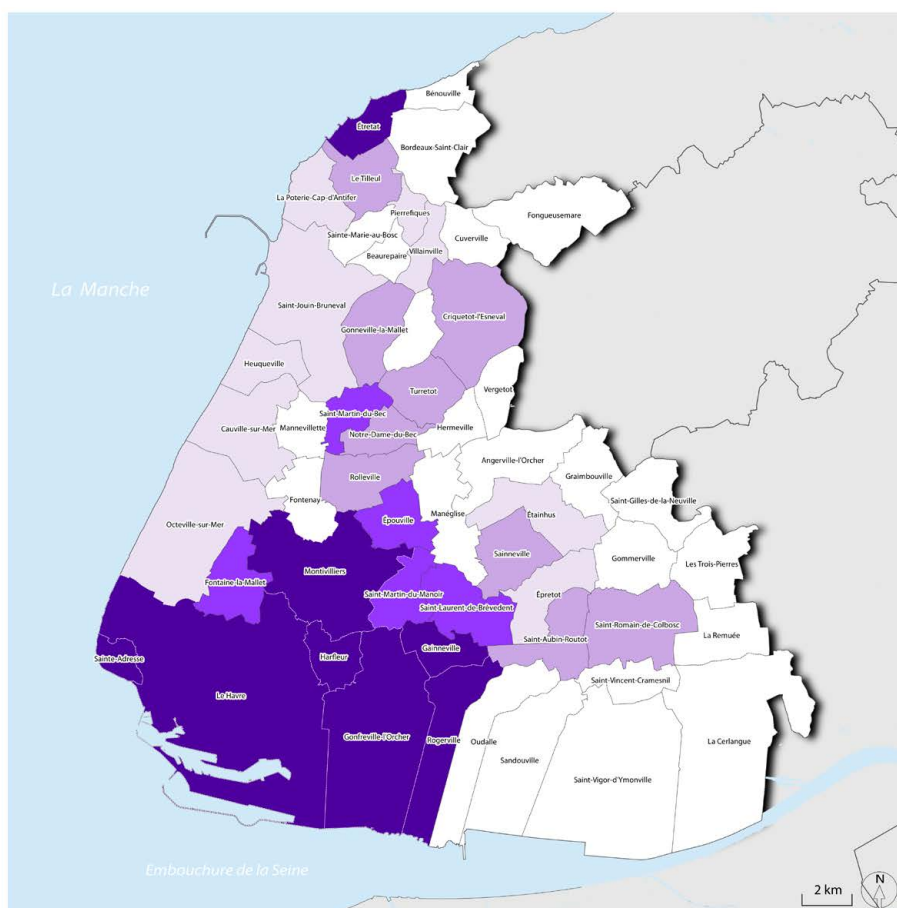 Bénouville
Étretat
Bordeaux-Saint-Clair
Le Tilleul
La Poterie-Cap-d'Antifer
Pierrefiques
Fongueusemare
Sainte-Marie-au-Bosc
Cuverville
Villainville
Beaurepaire
La Manche
Saint-Jouin-Bruneval
Criquetot-l'Esneval
Gonneville-la-Mallet
Heuqueville
Turretot
Vergetot
Saint-Martin-du-Bec
Hermeville
Cauville-sur-Mer
Mannevillette
Notre-Dame-du-Bec
Angerville-l'Orcher
Rolleville
Graimbouville
Fontenay
Saint-Gilles-de-la-Neuville
Manéglise
Étainhus
Octeville-sur-Mer
Épouville
Sainneville
Gommerville
Les Trois-Pierres
Montivilliers
Fontaine-la-Mallet
Saint-Martin-du-Manoir
Épretot
Saint-Laurent-de-Brèvedent
Saint-Romain-de-Colbosc
La Remuée
Saint-Aubin-Routot
Gainneville
Sainte-Adresse
Harfleur
Saint-Vincent-Cramesnil
Le Havre
Gonfreville-l'Orcher
Rogerville
Oudalle
La Cerlangue
Sandouville
Saint-Vigor-d'Ymonville
Embouchure de la Seine
N
2 km